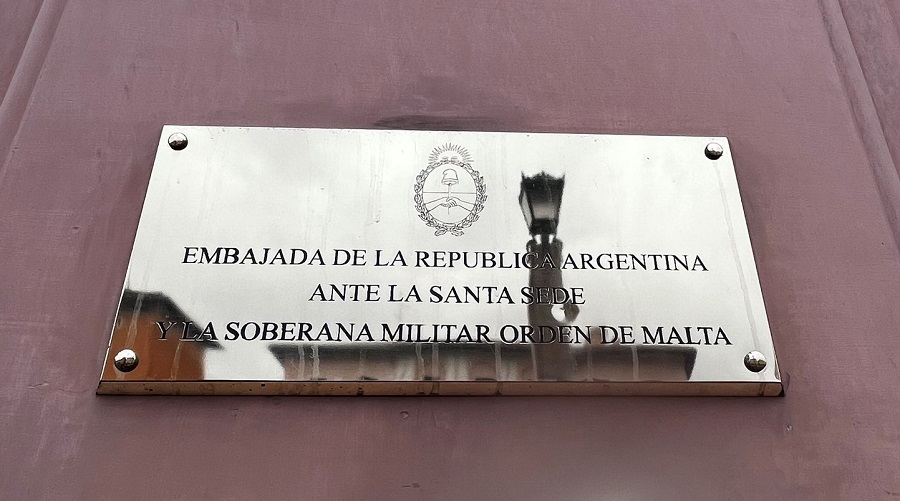 EMBAJADA DE LA REPUBLICA ARGENTINA
ANTE LA SANTA SEDE
Y LA SOBERANA MILITAR ORDEN DE MALTA